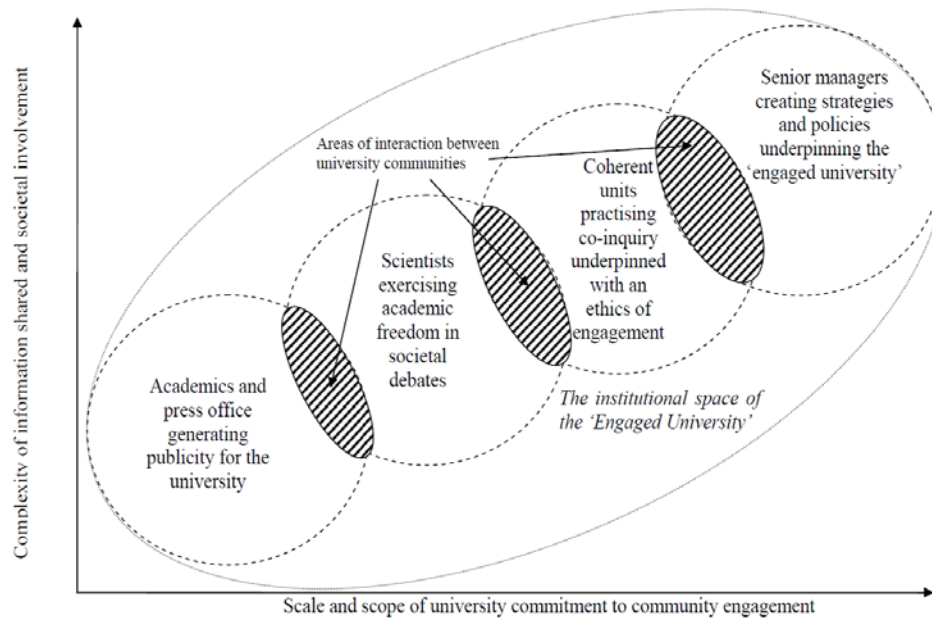 Complexity of information shared and societal involvement
Senior managers
creating strategies
and policies
underpinning the
‘engaged university’
Areas of interaction between
university communities
Coherent
units
practising
co-inquiry
underpinned
with an
ethics of
engagement
Scientists
exercising
academic
freedom in
societal
debates
Academics and
press office
generating
publicity for the
university
The institutional space of
the ‘Engaged University’
Scale and scope of university commitment to community engagement